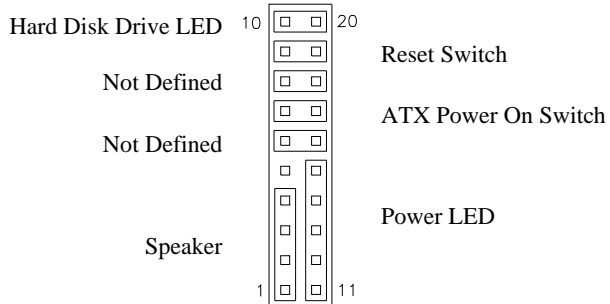 Hard Disk Drive LED 10 20
Reset Switch
Not Defined
ATX Power On Switch
Not Defined
Power LED
Speaker
1 11